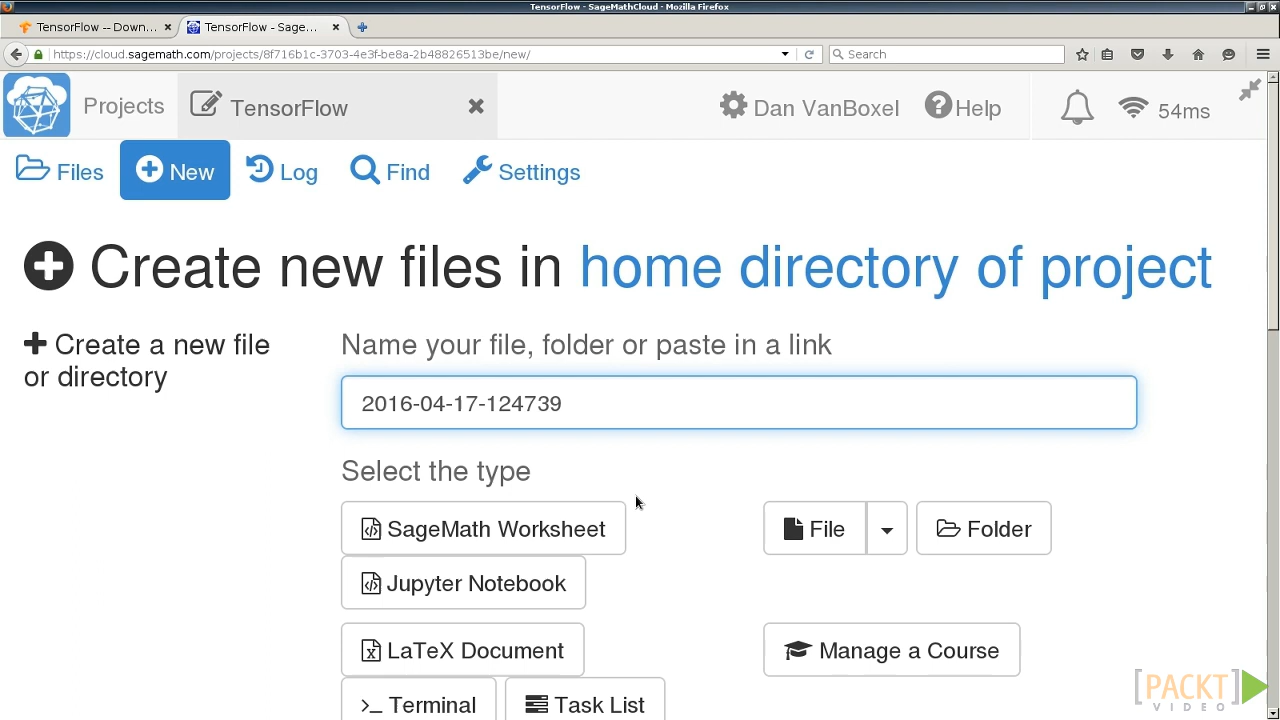 TensorFlow - SageMathCloud - Mozilla Firefox
TensorFlow -- Down... × TensorFlow - Sage... ×
https://cloud.sagemath.com/projects/8f716b1c-3703-4e3f-be8a-2b48826513be/new/ Search
Projects TensorFlow Dan VanBoxel Help 54ms
Files New Log Find Settings
Create new files in home directory of project
Create a new file
or directory
Name your file, folder or paste in a link
2016-04-17-124739
Select the type
SageMath Worksheet File Folder
Jupyter Notebook
LaTeX Document Manage a Course
Terminal Task List
[PACKT]
VIDEO